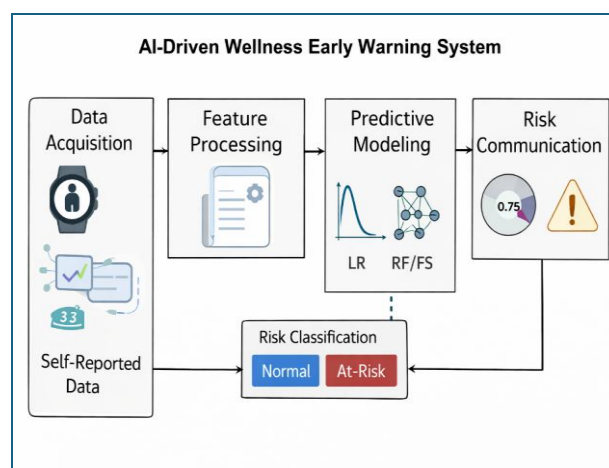 AI-Driven Wellness Early Warning System
Data
Acquisition
33
Self-Reported
Data
Feature
Processing
Predictive
Modeling
LR RF/FS
Risk
Communication
0.75
!
Risk Classification
Normal At-Risk